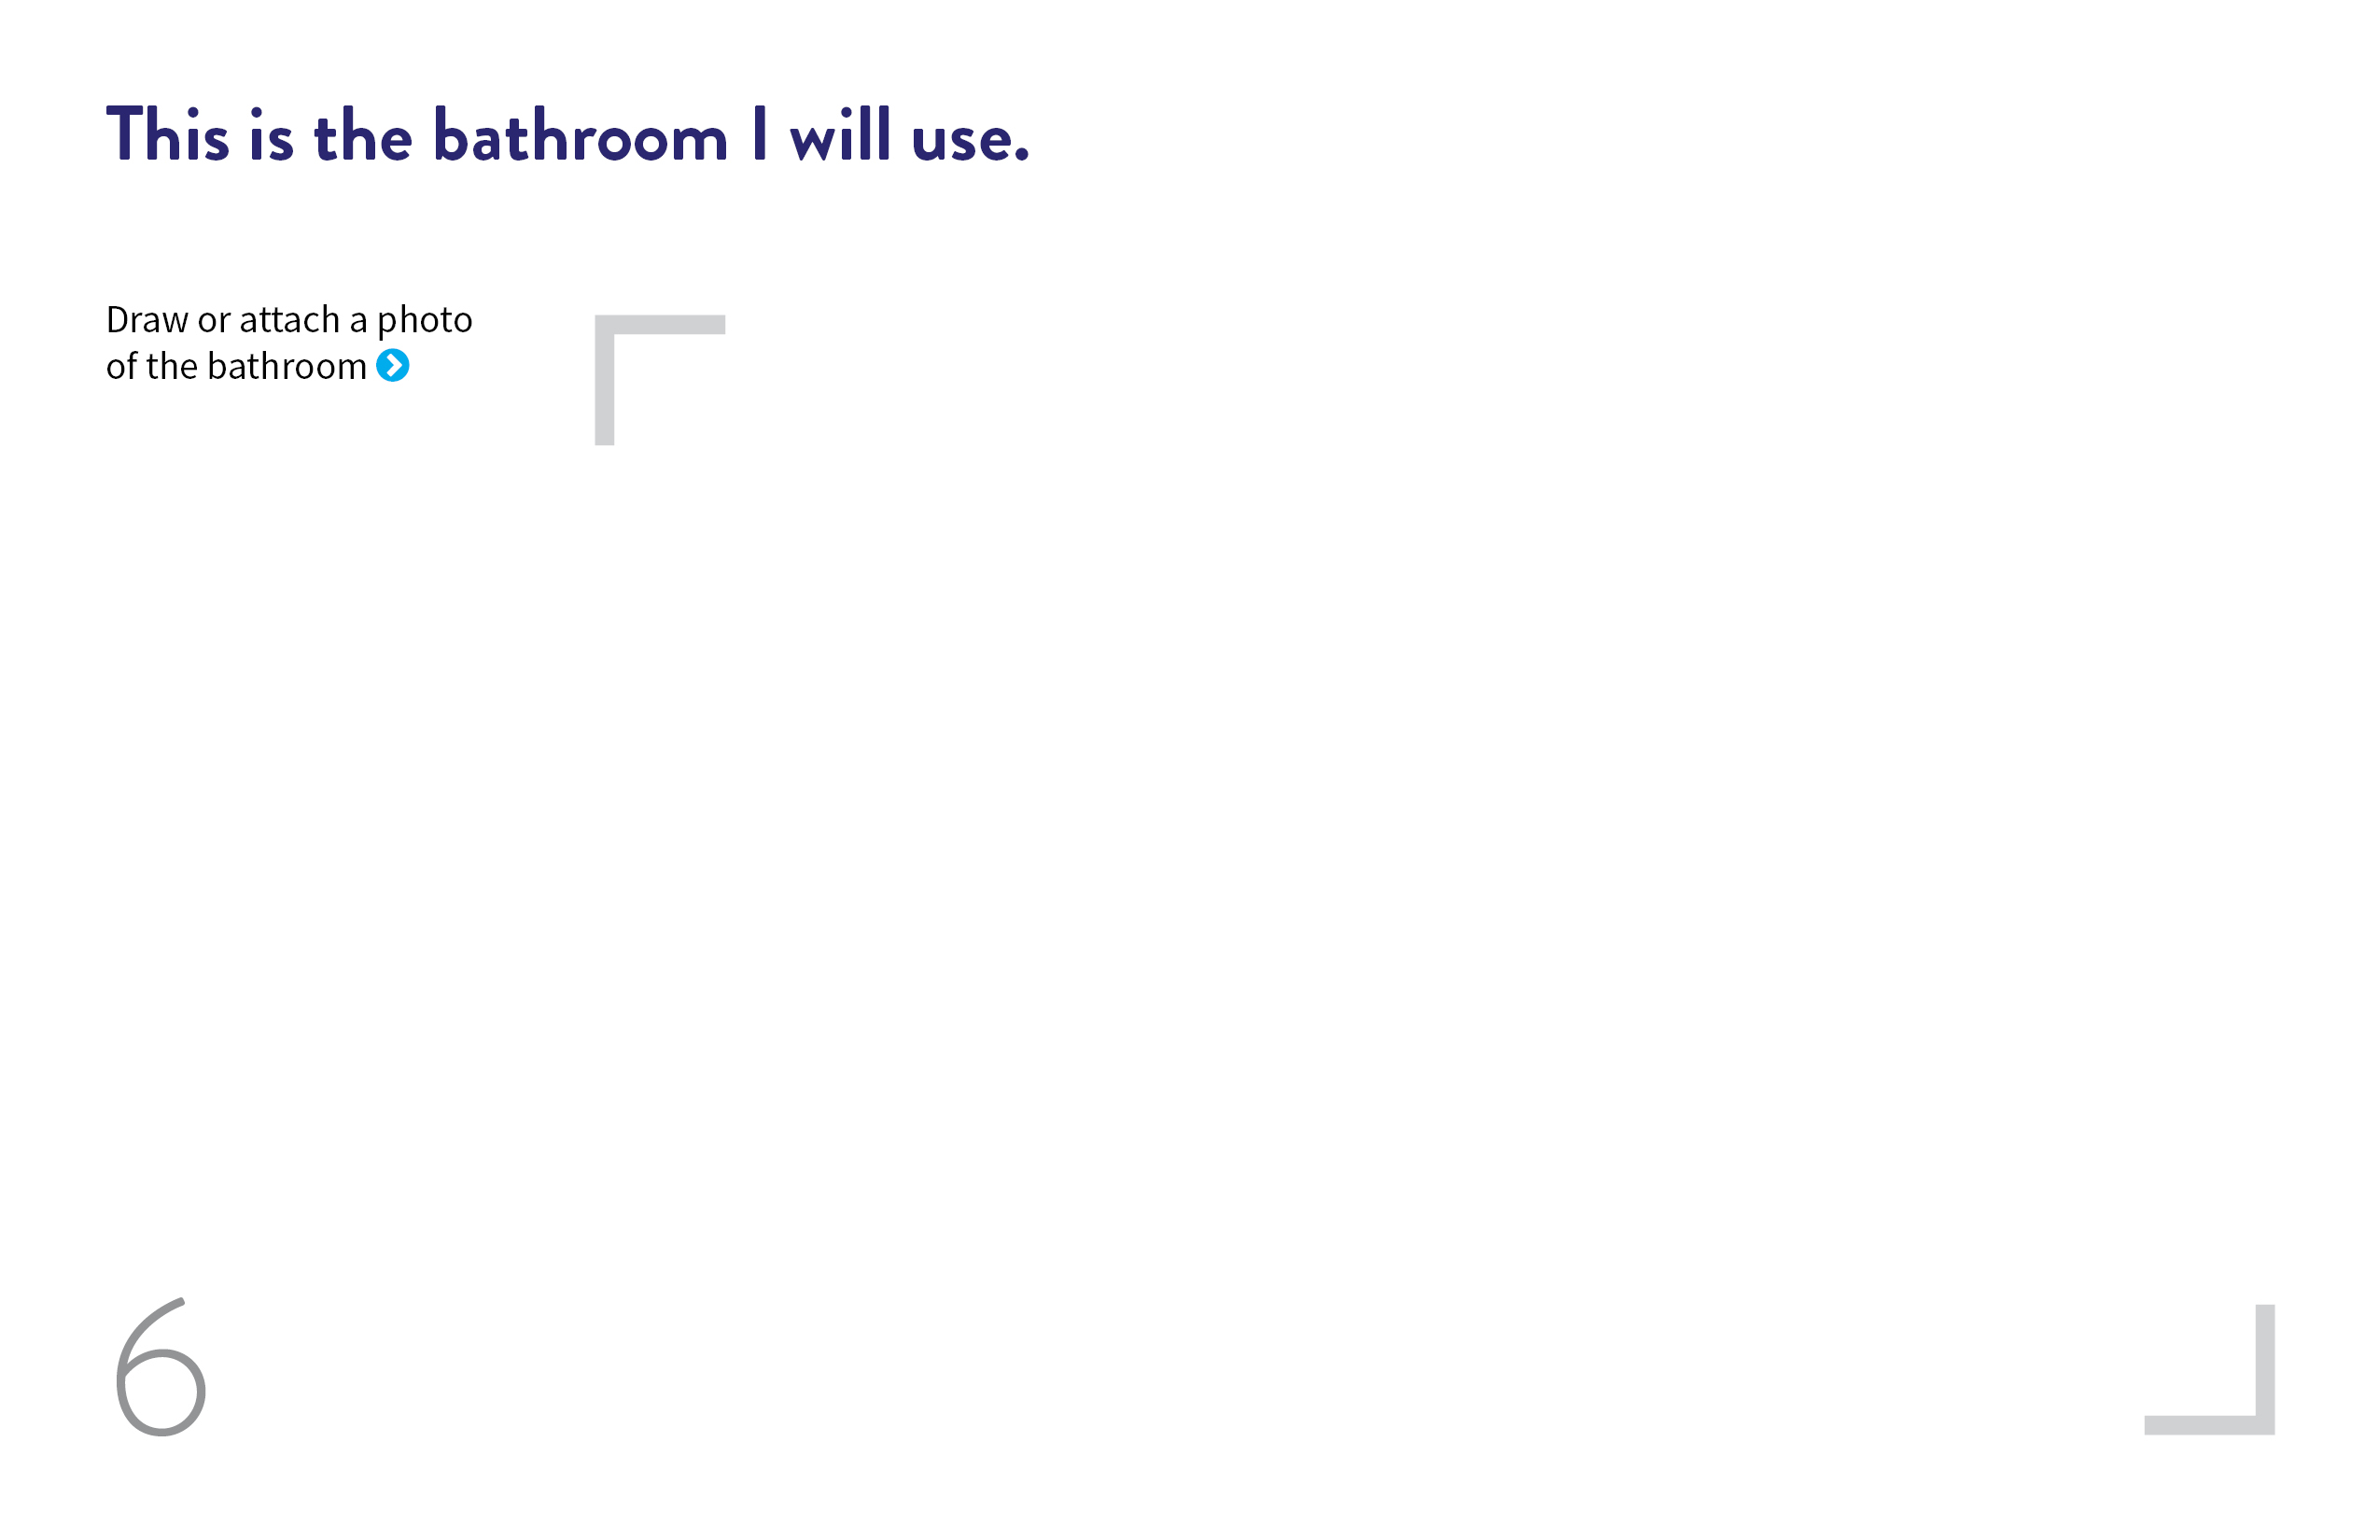 This is the bathroom I will use.
Draw or attach a photo
of the bathroom
6